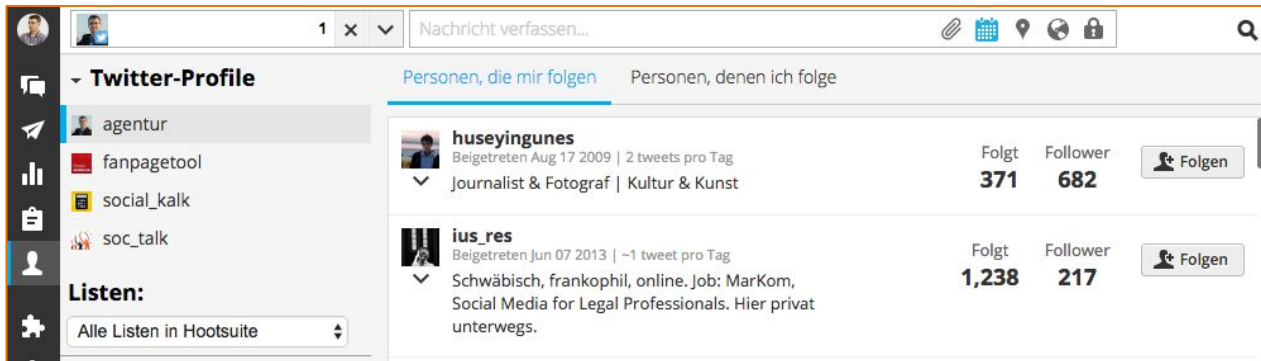 1
Nachricht verfassen...
Twitter-Profile
agentur
fanpagetool
social_kalk
soc_talk
Listen:
Alle Listen in Hootsuite
Personen, die mir folgen
Personen, denen ich folge
huseyingunes
Beigetreten Aug 17 2009 | 2 tweets pro Tag
Journalist & Fotograf | Kultur & Kunst
Folgt
371
Follower
682
Folgen
ius_res
Beigetreten Jun 07 2013 | ~1 tweet pro Tag
Schwäbisch, frankophil, online. Job: MarKom,
Social Media for Legal Professionals. Hier privat
unterwegs.
Folgt
1,238
Follower
217
Folgen